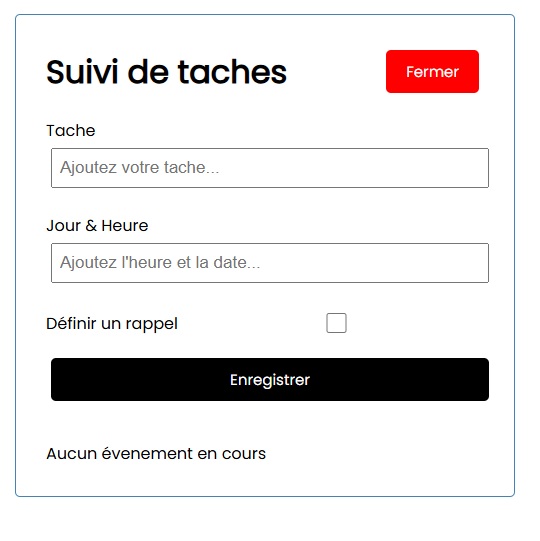 Suivi de taches
Fermer
Tache
Ajoutez votre tache...
Jour & Heure
Ajoutez l'heure et la date...
Définir un rappel
Enregistrer
Aucun évenement en cours